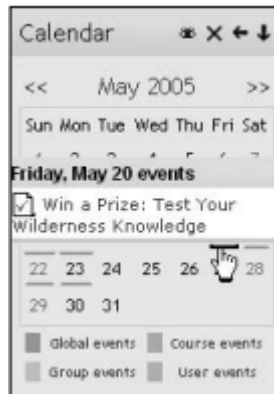 Calendar
<< May 2005 >>
Sun Mon Tue Wed Thu Fri Sat
Friday, May 20 events
Win a Prize: Test Your
Wilderness Knowledge
22 23 24 25 26 28
29 30 31
Global events Course events
Group events User events